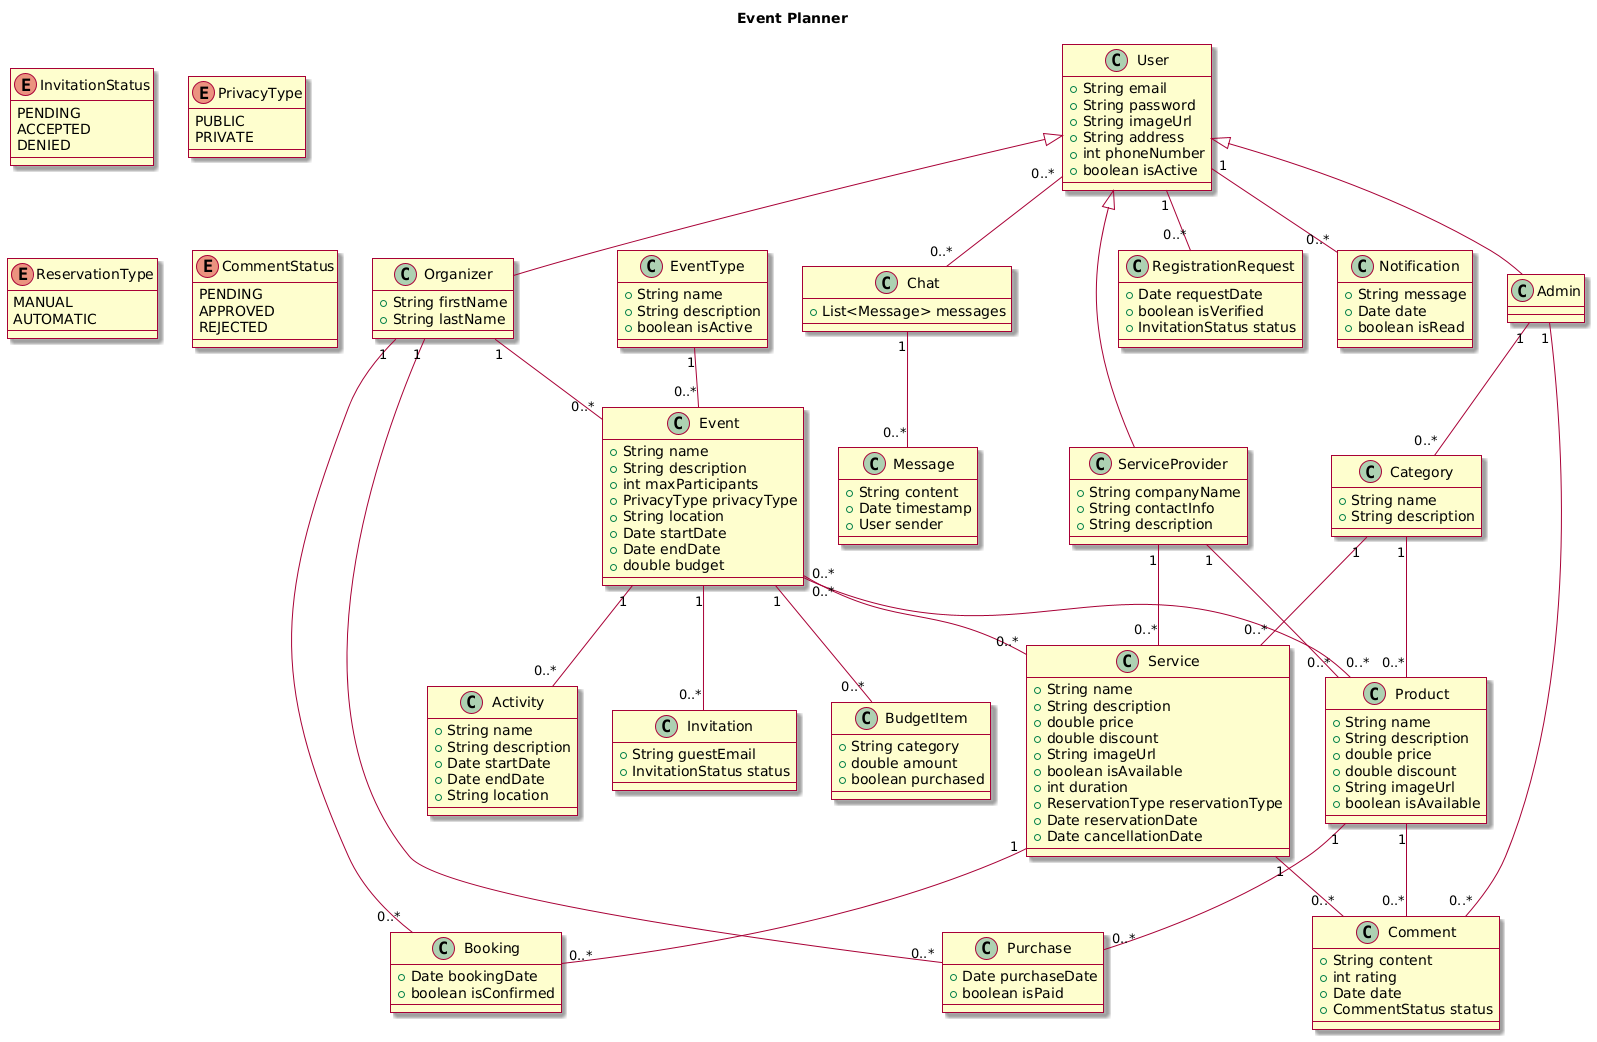 Event Planner
E InvitationStatus
PENDING
ACCEPTED
DENIED
E PrivacyType
PUBLIC
PRIVATE
C User
String email
String password
String imageUrl
String address
int phoneNumber
boolean isActive
0..*
1
1
0..*
0..*
0..*
E ReservationType
MANUAL
AUTOMATIC
E CommentStatus
PENDING
APPROVED
REJECTED
C Organizer
String firstName
String lastName
C EventType
String name
String description
boolean isActive
C Chat
List<Message> messages
C RegistrationRequest
Date requestDate
boolean isVerified
InvitationStatus status
C Notification
String message
Date date
boolean isRead
C Admin
1
1
1
1
1
1
1
0..*
0..*
0..*
0..*
C Event
String name
String description
int maxParticipants
PrivacyType privacyType
String location
Date startDate
Date endDate
double budget
C Message
String content
Date timestamp
User sender
C ServiceProvider
String companyName
String contactInfo
String description
C Category
String name
String description
1
1
1
1
0..*
0..*
1
1
1
0..*
0..*
0..*
0..*
0..*
0..*
0..*
0..*
0..*
C Activity
String name
String description
Date startDate
Date endDate
String location
C Invitation
String guestEmail
InvitationStatus status
C BudgetItem
String category
double amount
boolean purchased
C Service
String name
String description
double price
double discount
String imageUrl
boolean isAvailable
int duration
ReservationType reservationType
Date reservationDate
Date cancellationDate
C Product
String name
String description
double price
double discount
String imageUrl
boolean isAvailable
1
1
1
1
0..*
0..*
0..*
0..*
0..*
0..*
0..*
C Booking
Date bookingDate
boolean isConfirmed
C Purchase
Date purchaseDate
boolean isPaid
C Comment
String content
int rating
Date date
CommentStatus status